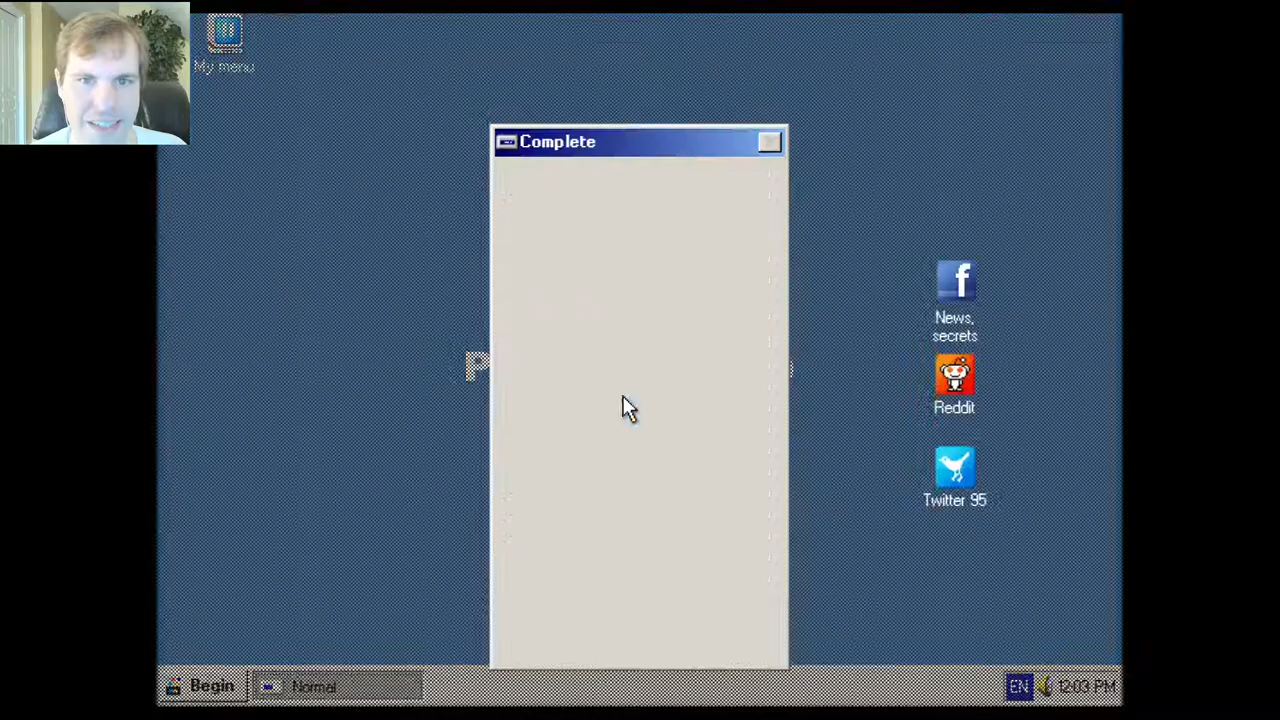 My menu
Complete
P
News,
secrets
Reddit
Twitter 95
Begin
Normal
EN
12:03 PM